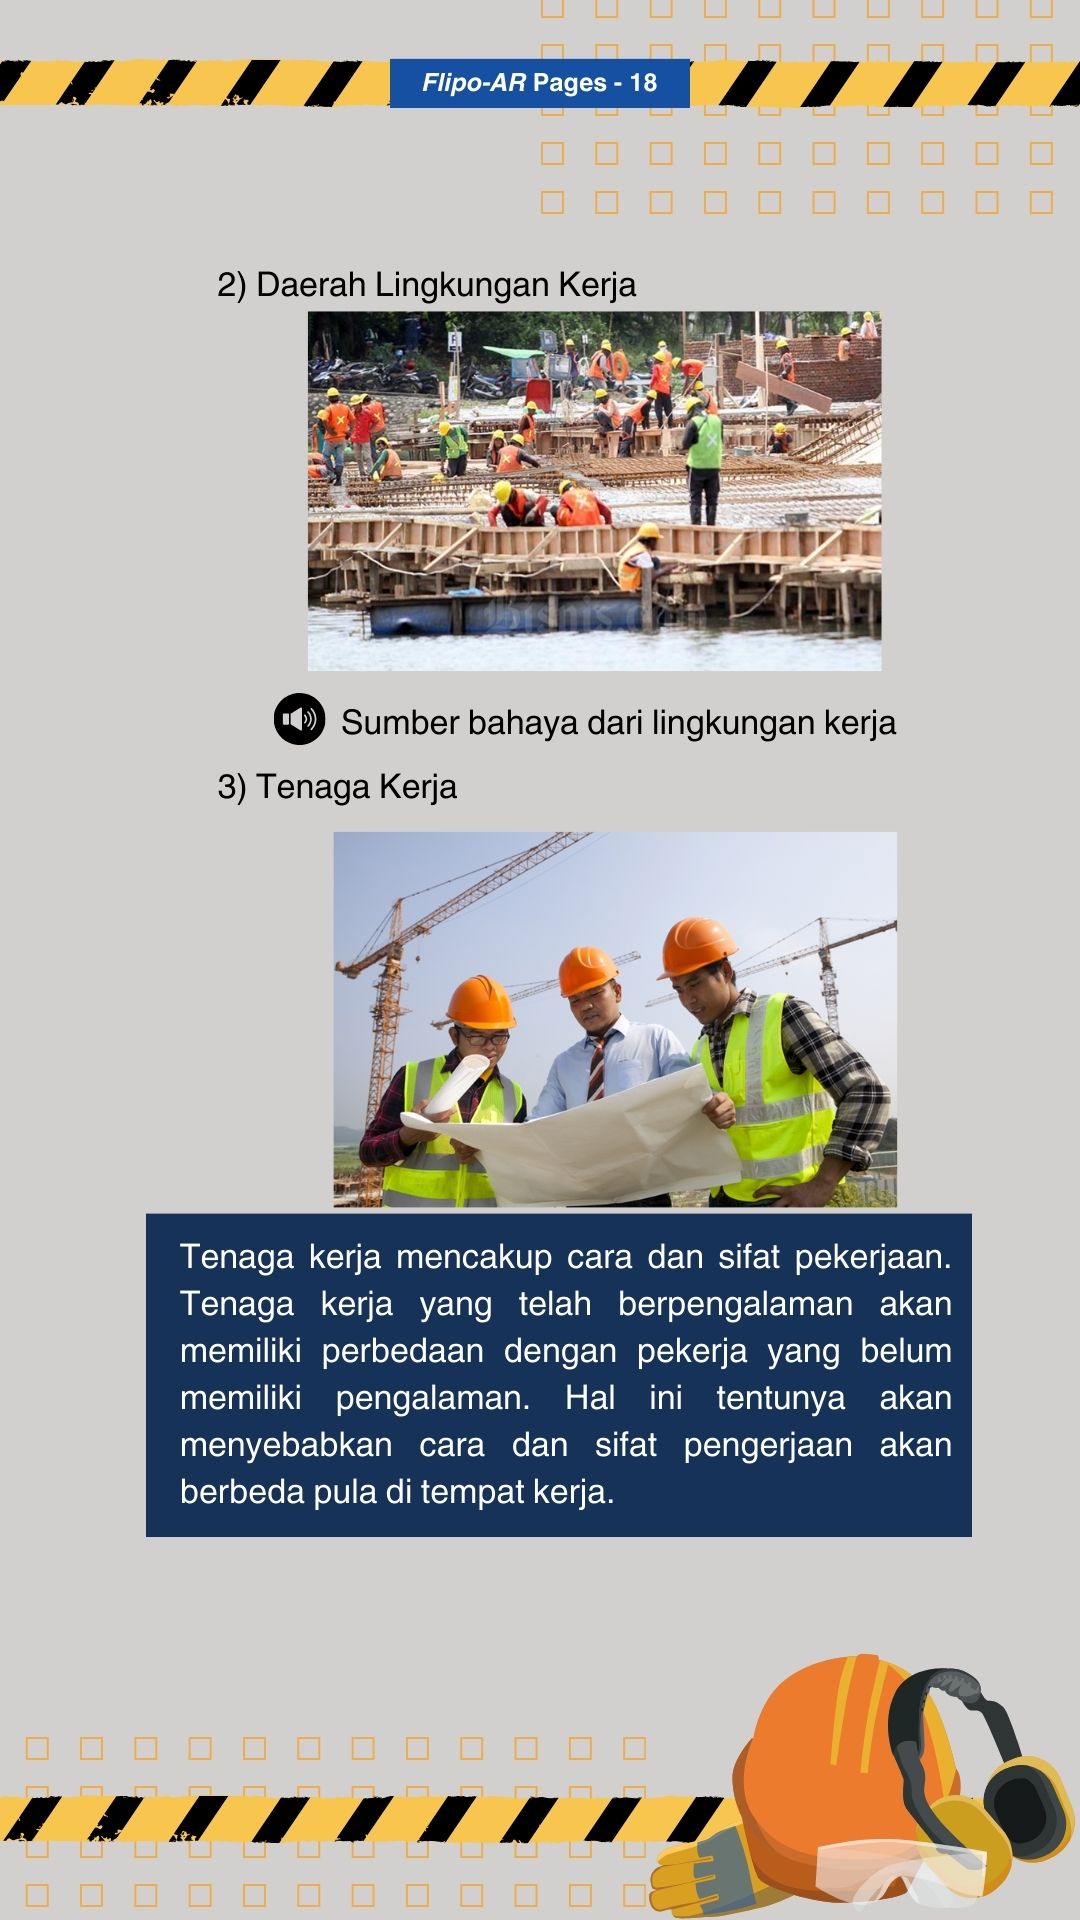 Flipo-AR Pages - 18
2) Daerah Lingkungan Kerja
Bisnis.com
Sumber bahaya dari lingkungan kerja
3) Tenaga Kerja
Tenaga kerja mencakup cara dan sifat pekerjaan.
Tenaga kerja yang telah berpengalaman akan
memiliki perbedaan dengan pekerja yang belum
memiliki pengalaman. Hal ini tentunya akan
menyebabkan cara dan sifat pengerjaan akan
berbeda pula di tempat kerja.